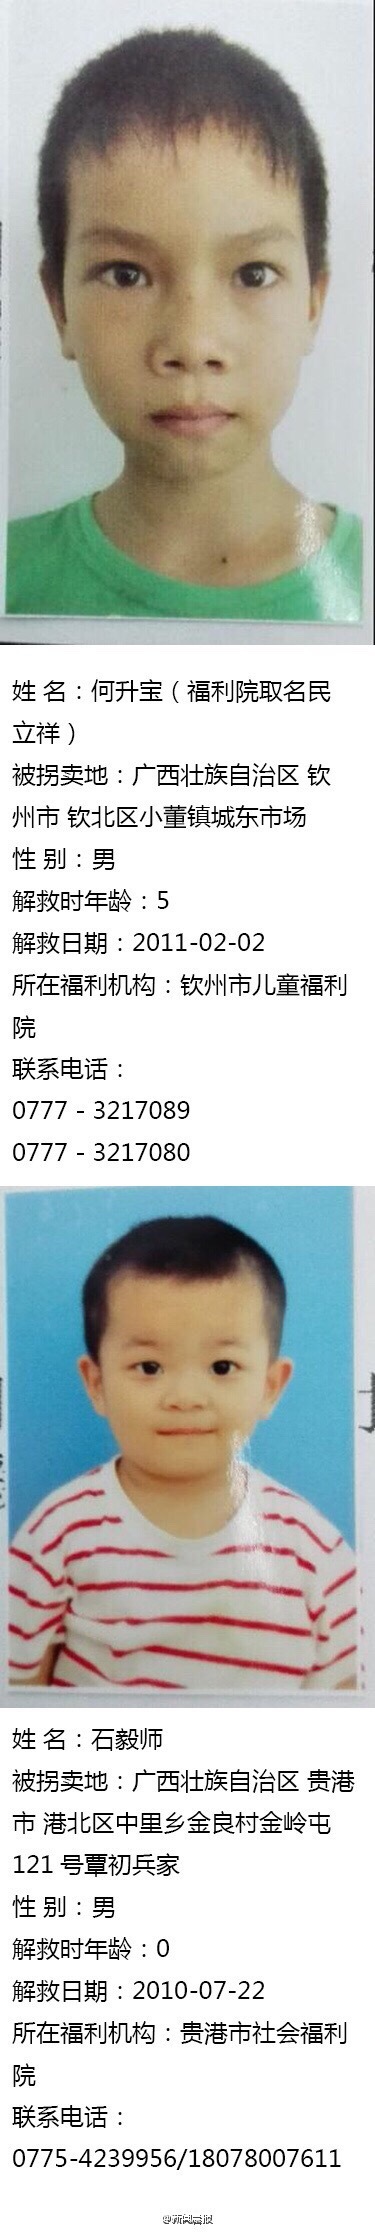 姓 名：何升宝（福利院取名民
立祥）
被拐卖地：广西壮族自治区 钦
州市 钦北区小董镇城东市场
性 别：男
解救时年龄：5
解救日期：2011-02-02
所在福利机构：钦州市儿童福利
院
联系电话：
0777－3217089
0777－3217080
姓 名：石毅师
被拐卖地：广西壮族自治区 贵港
市 港北区中里乡金良村金岭屯
121 号覃初兵家
性 别：男
解救时年龄：0
解救日期：2010-07-22
所在福利机构：贵港市社会福利
院
联系电话：
0775-4239956/18078007611
@新闻晨报